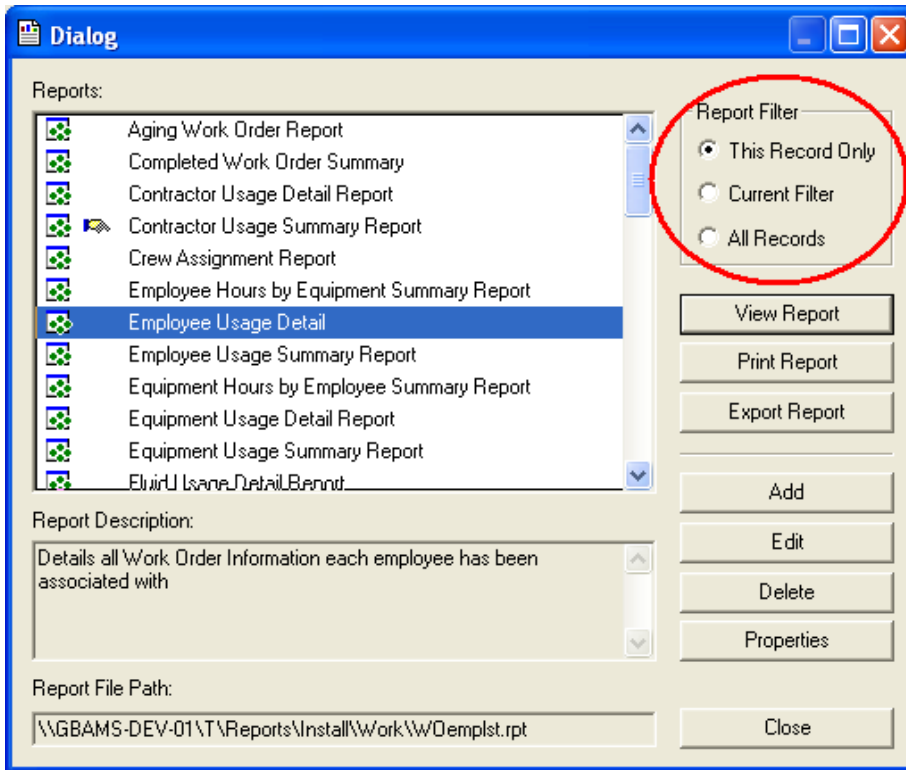 Dialog
Reports:
Aging Work Order Report
Completed Work Order Summary
Contractor Usage Detail Report
Contractor Usage Summary Report
Crew Assignment Report
Employee Hours by Equipment Summary Report
Employee Usage Detail
Employee Usage Summary Report
Equipment Hours by Employee Summary Report
Equipment Usage Detail Report
Equipment Usage Summary Report
Fluid Usage Detail Report
Report Filter
This Record Only
Current Filter
All Records
View Report
Print Report
Export Report
Add
Edit
Delete
Properties
Report Description:
Details all Work Order Information each employee has been
associated with
Report File Path:
\\GBAMS-DEV-01\T\Reports\Install\Work\WOemplst.rpt
Close